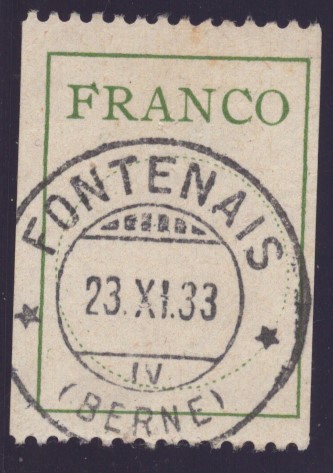 FRANCO
FONTENAIS
23.XI.33
IV
(BERNE)